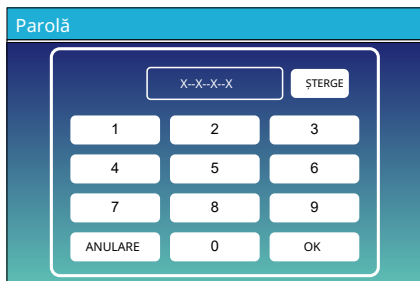 Parolă
X--X--X--X ȘTERGE
1 2 3
4 5 6
7 8 9
ANULARE 0 OK